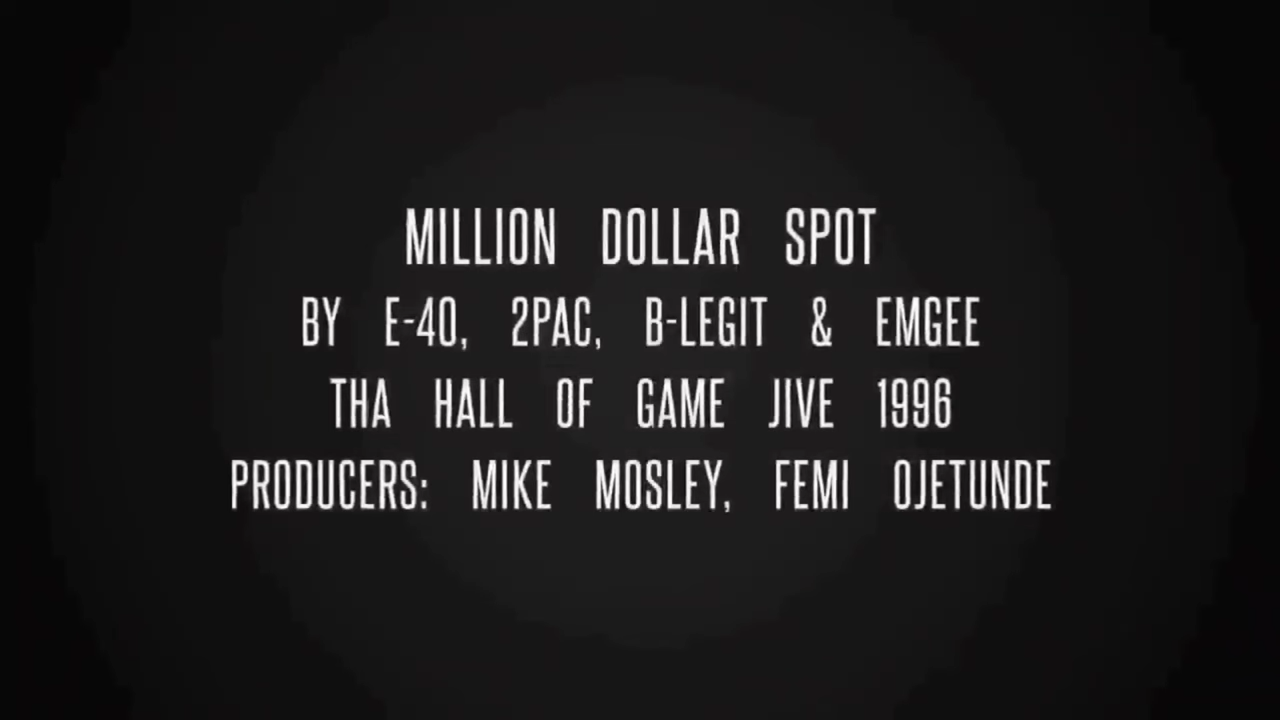 MILLION DOLLAR SPOT
BY E-40, 2PAC, B-LEGIT & EMGEE
THA HALL OF GAME JIVE 1996
PRODUCERS: MIKE MOSLEY, FEMI OJETUNDE